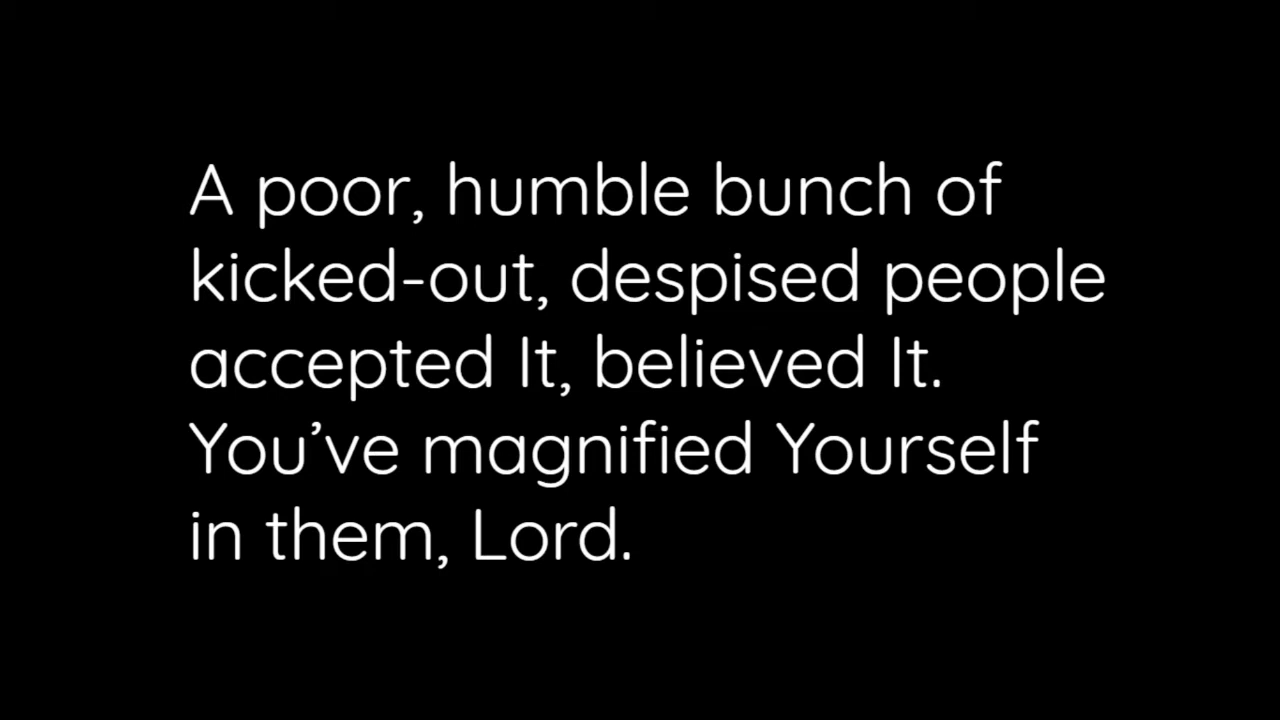 A poor, humble bunch of
kicked-out, despised people
accepted It, believed It.
You’ve magnified Yourself
in them, Lord.